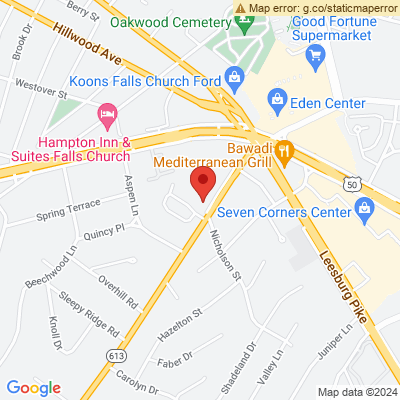 Map error: g.co/staticmaperror
Berry St
Oakwood Cemetery
Hillwood Ave
Brook Dr
Good Fortune
Supermarket
Koons Falls Church Ford
Westover St
Eden Center
Hampton Inn &
Suites Falls Church
Bawadi
Mediterranean Grill
50
Aspen Ln
Spring Terrace
Seven Corners Center
Quincy Pl
Nicholson St
Leesburg Pike
Beechwood Ln
Overhill Rd
Sleepy Ridge Rd
Knoll Dr
Hazelton St
Juniper Ln
613
Faber Dr
Valley Ln
Shadeland Dr
Carolyn Dr
Google
Map data ©2024